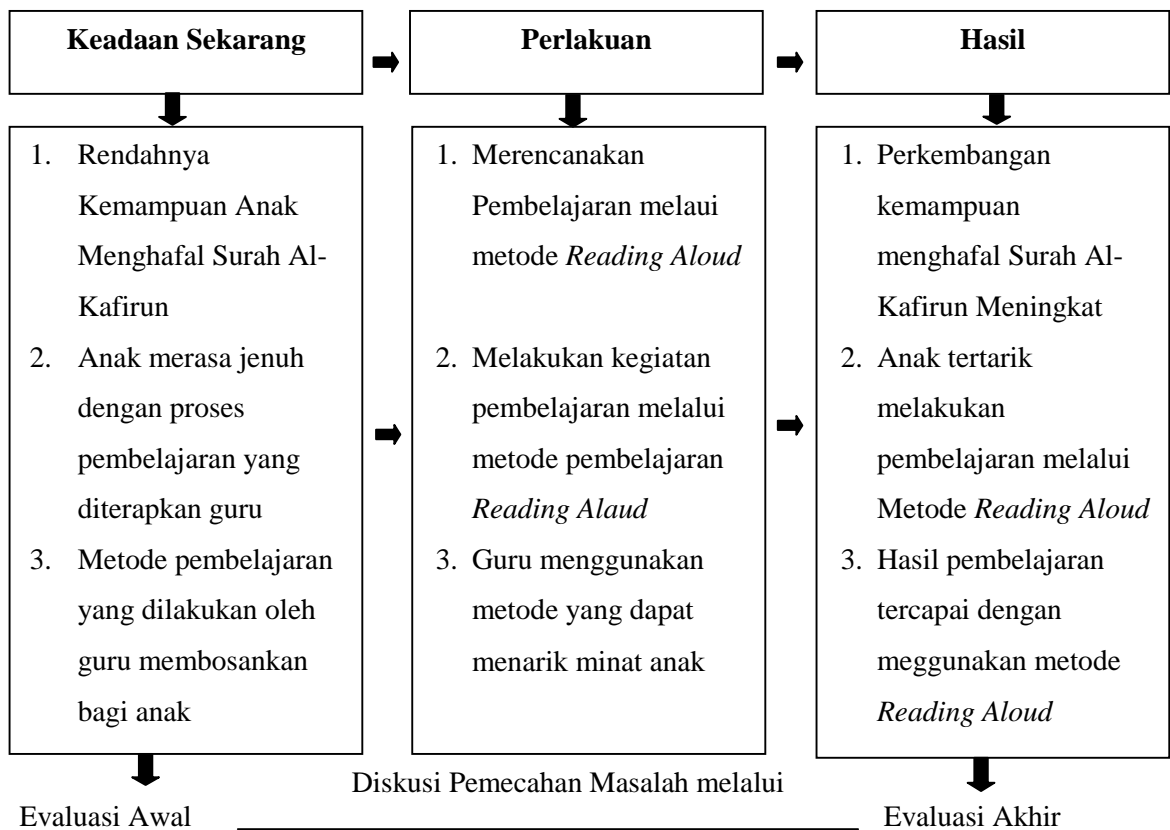 Keadaan Sekarang
Perlakuan
Hasil
1. Rendahnya
Kemampuan Anak
Menghafal Surah Al-
Kafirun
2. Anak merasa jenuh
dengan proses
pembelajaran yang
diterapkan guru
3. Metode pembelajaran
yang dilakukan oleh
guru membosankan
bagi anak
1. Merencanakan
Pembelajaran melaui
metode Reading Aloud
2. Melakukan kegiatan
pembelajaran melalui
metode pembelajaran
Reading Alaud
3. Guru menggunakan
metode yang dapat
menarik minat anak
1. Perkembangan
kemampuan
menghafal Surah Al-
Kafirun Meningkat
2. Anak tertarik
melakukan
pembelajaran melalui
Metode Reading Aloud
3. Hasil pembelajaran
tercapai dengan
meggunakan metode
Reading Aloud
Diskusi Pemecahan Masalah melalui
Evaluasi Awal
Evaluasi Akhir